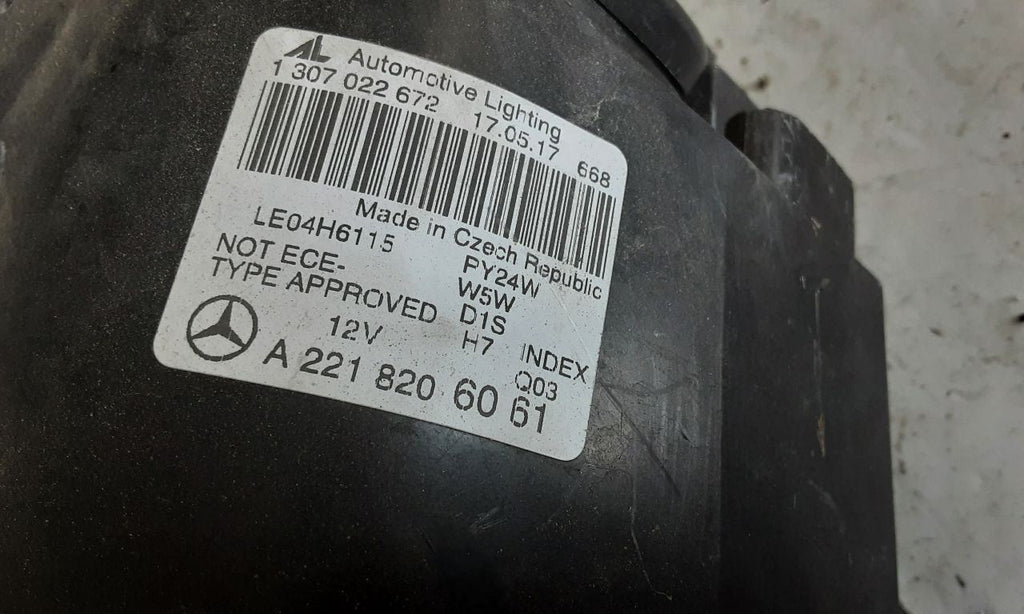 AL Automotive Lighting
1 307 022 672 17.05.17 668
Made in Czech Republic
LE04H6115 PY24W
NOT ECE- W5W
TYPE APPROVED D1S
12V H7 INDEX
A 221 820 60 61 Q03